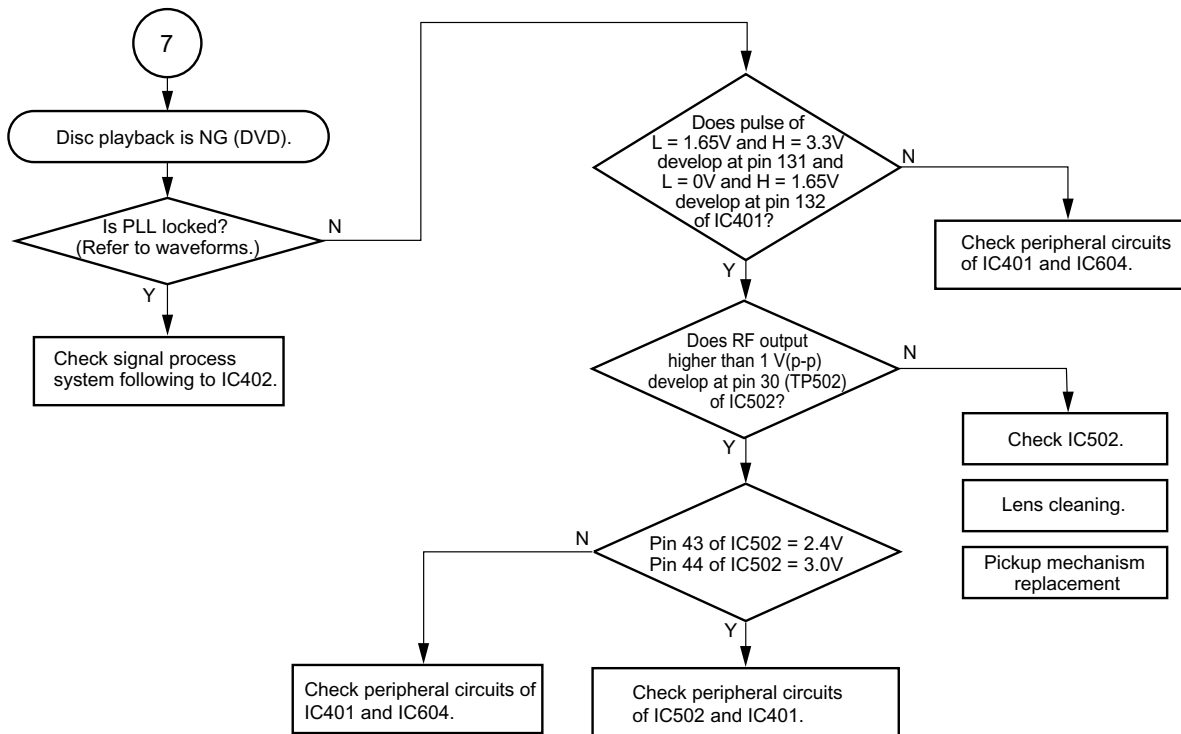 7
Disc playback is NG (DVD).
Is PLL locked?
(Refer to waveforms.)
N
Y
Check signal process
system following to IC402.
Does pulse of
L = 1.65V and H = 3.3V
develop at pin 131 and
L = 0V and H = 1.65V
develop at pin 132
of IC401?
N
Y
Check peripheral circuits
of IC401 and IC604.
Does RF output
higher than 1 V(p-p)
develop at pin 30 (TP502)
of IC502?
N
Y
Check IC502.
Lens cleaning.
Pickup mechanism
replacement
Pin 43 of IC502 = 2.4V
Pin 44 of IC502 = 3.0V
N
Y
Check peripheral circuits of
IC401 and IC604.
Check peripheral circuits
of IC502 and IC401.